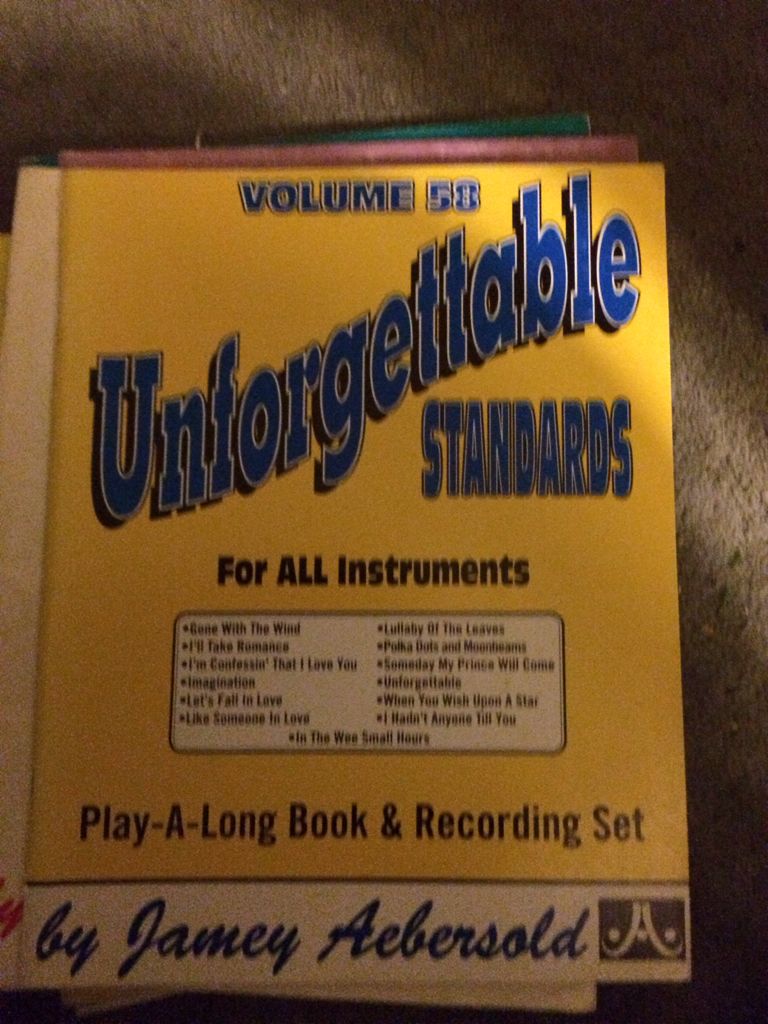 VOLUME 58
Unforgettable
STANDARDS
For ALL Instruments
•Gone With The Wind
•I'll Take Romance
•I'm Confessin' That I Love You
•Imagination
•Let's Fall In Love
•Like Someone In Love
•Lullaby Of The Leaves
•Polka Dots and Moonbeams
•Someday My Prince Will Come
•Unforgettable
•When You Wish Upon A Star
•I Hadn't Anyone Till You
•In The Wee Small Hours
Play-A-Long Book & Recording Set
by Jamey Aebersold
JA
y